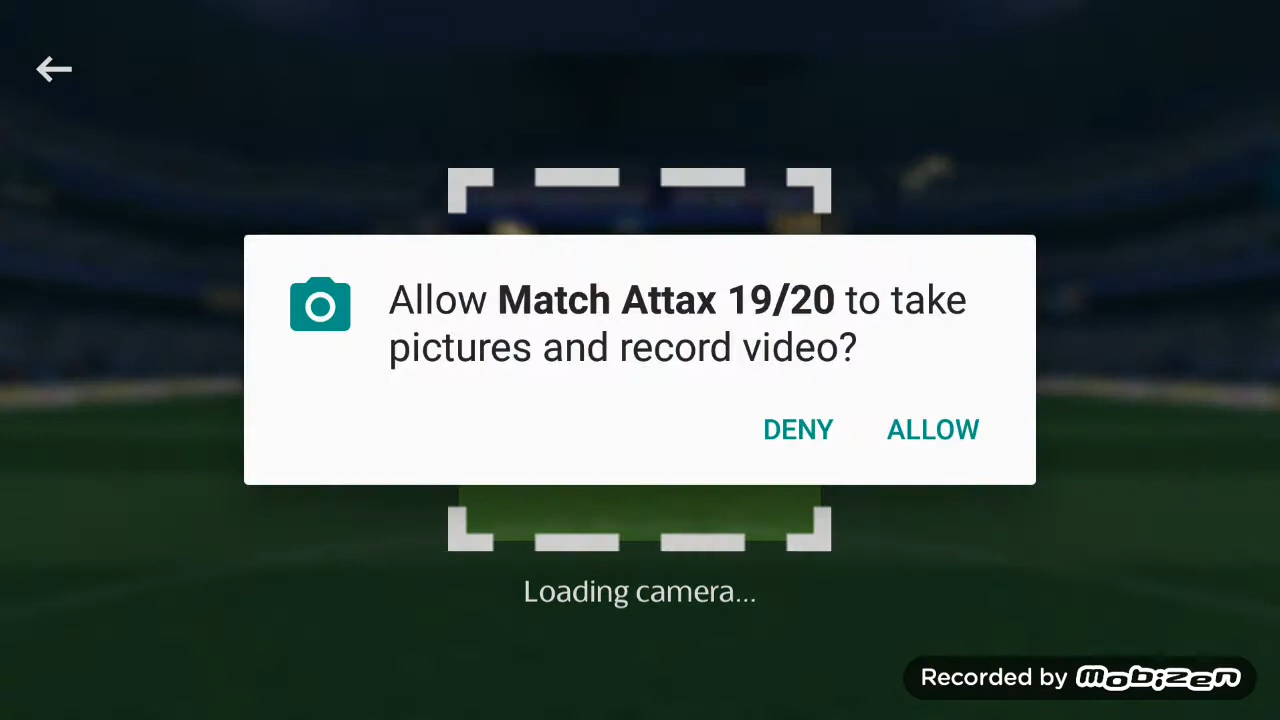 Allow Match Attax 19/20 to take
pictures and record video?
DENY ALLOW
Loading camera...
Recorded by mobizen